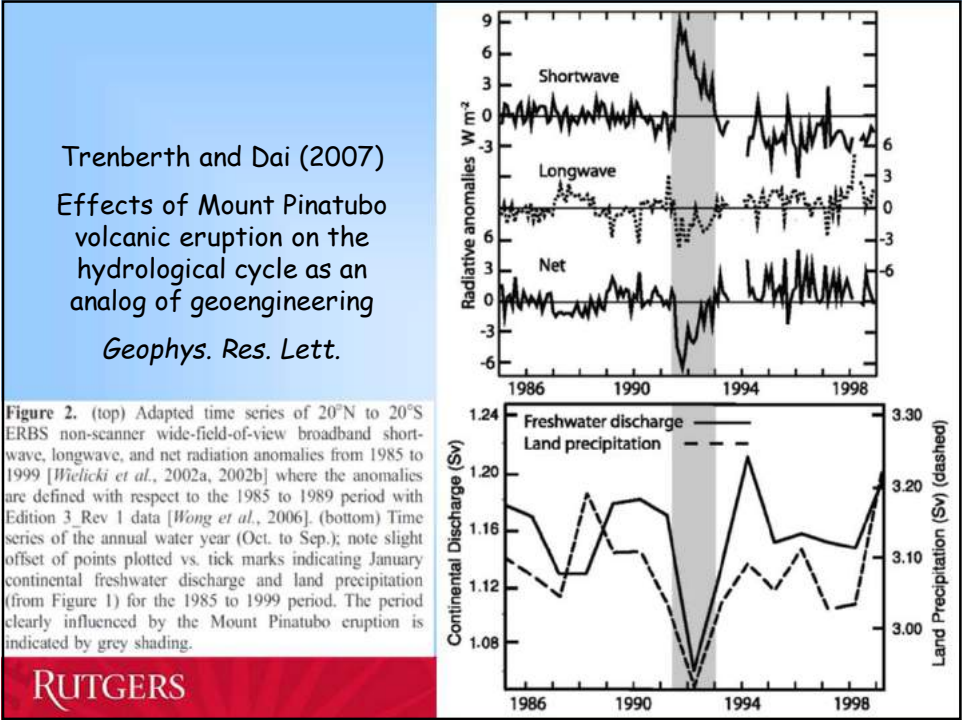 Trenberth and Dai (2007)
Effects of Mount Pinatubo
volcanic eruption on the
hydrological cycle as an
analog of geoengineering
Geophys. Res. Lett.
Figure 2. (top) Adapted time series of 20°N to 20°S
ERBS non-scanner wide-field-of-view broadband short-
wave, longwave, and net radiation anomalies from 1985 to
1999 [Wielicki et al., 2002a, 2002b] where the anomalies
are defined with respect to the 1985 to 1989 period with
Edition 3_Rev 1 data [Wong et al., 2006]. (bottom) Time
series of the annual water year (Oct. to Sep.); note slight
offset of points plotted vs. tick marks indicating January
continental freshwater discharge and land precipitation
(from Figure 1) for the 1985 to 1999 period. The period
clearly influenced by the Mount Pinatubo eruption is
indicated by grey shading.
RUTGERS
Radiative anomalies W m-2
9
6
3
0
-3
Shortwave
Longwave
6
3
0
-3
-6
Net
6
3
0
-3
-6
1986 1990 1994 1998
Continental Discharge (Sv)
1.24
1.20
1.16
1.12
1.08
Freshwater discharge
Land precipitation
3.30
3.20
3.10
3.00
Land Precipitation (Sv) (dashed)
1986 1990 1994 1998